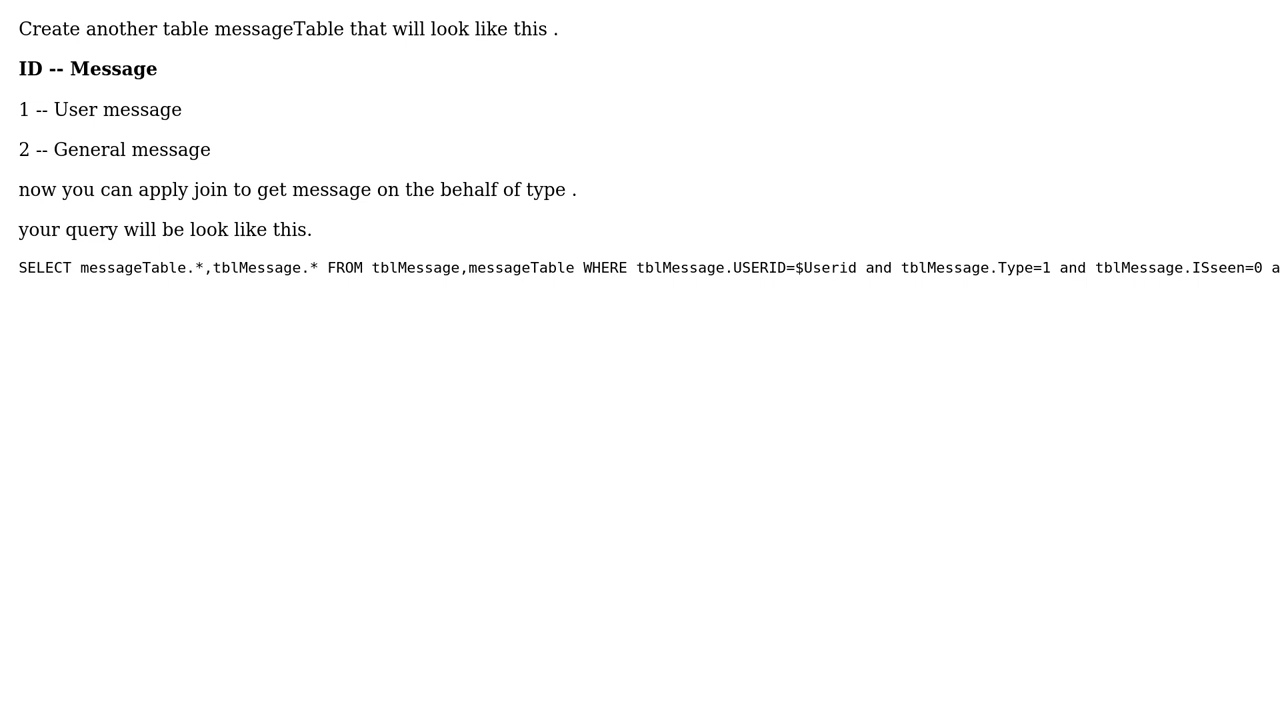 Create another table messageTable that will look like this .
ID -- Message
1 -- User message
2 -- General message
now you can apply join to get message on the behalf of type .
your query will be look like this.
SELECT messageTable.*,tblMessage.* FROM tblMessage,messageTable WHERE tblMessage.USERID=$Userid and tblMessage.Type=1 and tblMessage.ISseen=0 a